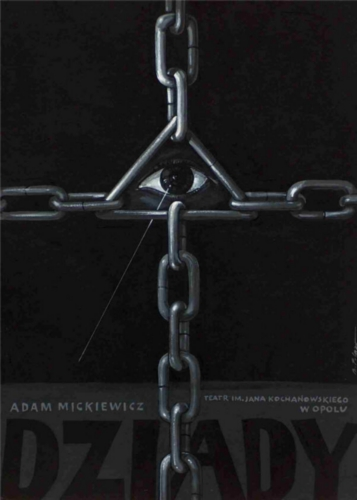 ADAM MICKIEWICZ
TEATR IM. JANA KOCHANOWSKIEGO
W OPOLU
DZIADY